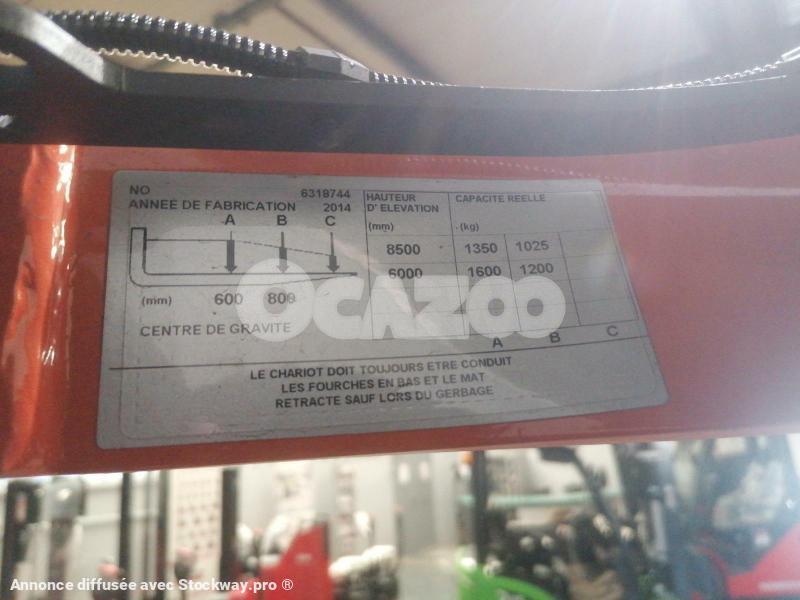 NO 6318744
ANNEE DE FABRICATION 2014
A B C
(mm) 600 800
CENTRE DE GRAVITE
HAUTEUR
D'ELEVATION
(mm)
CAPACITE REELLE
(kg)
8500 1350 1025
6000 1600 1200
A B C
LE CHARIOT DOIT TOUJOURS ETRE CONDUIT
LES FOURCHES EN BAS ET LE MAT
RETRACTE SAUF LORS DU GERBAGE
OCAZOO
Annonce diffusée avec Stockway.pro ®